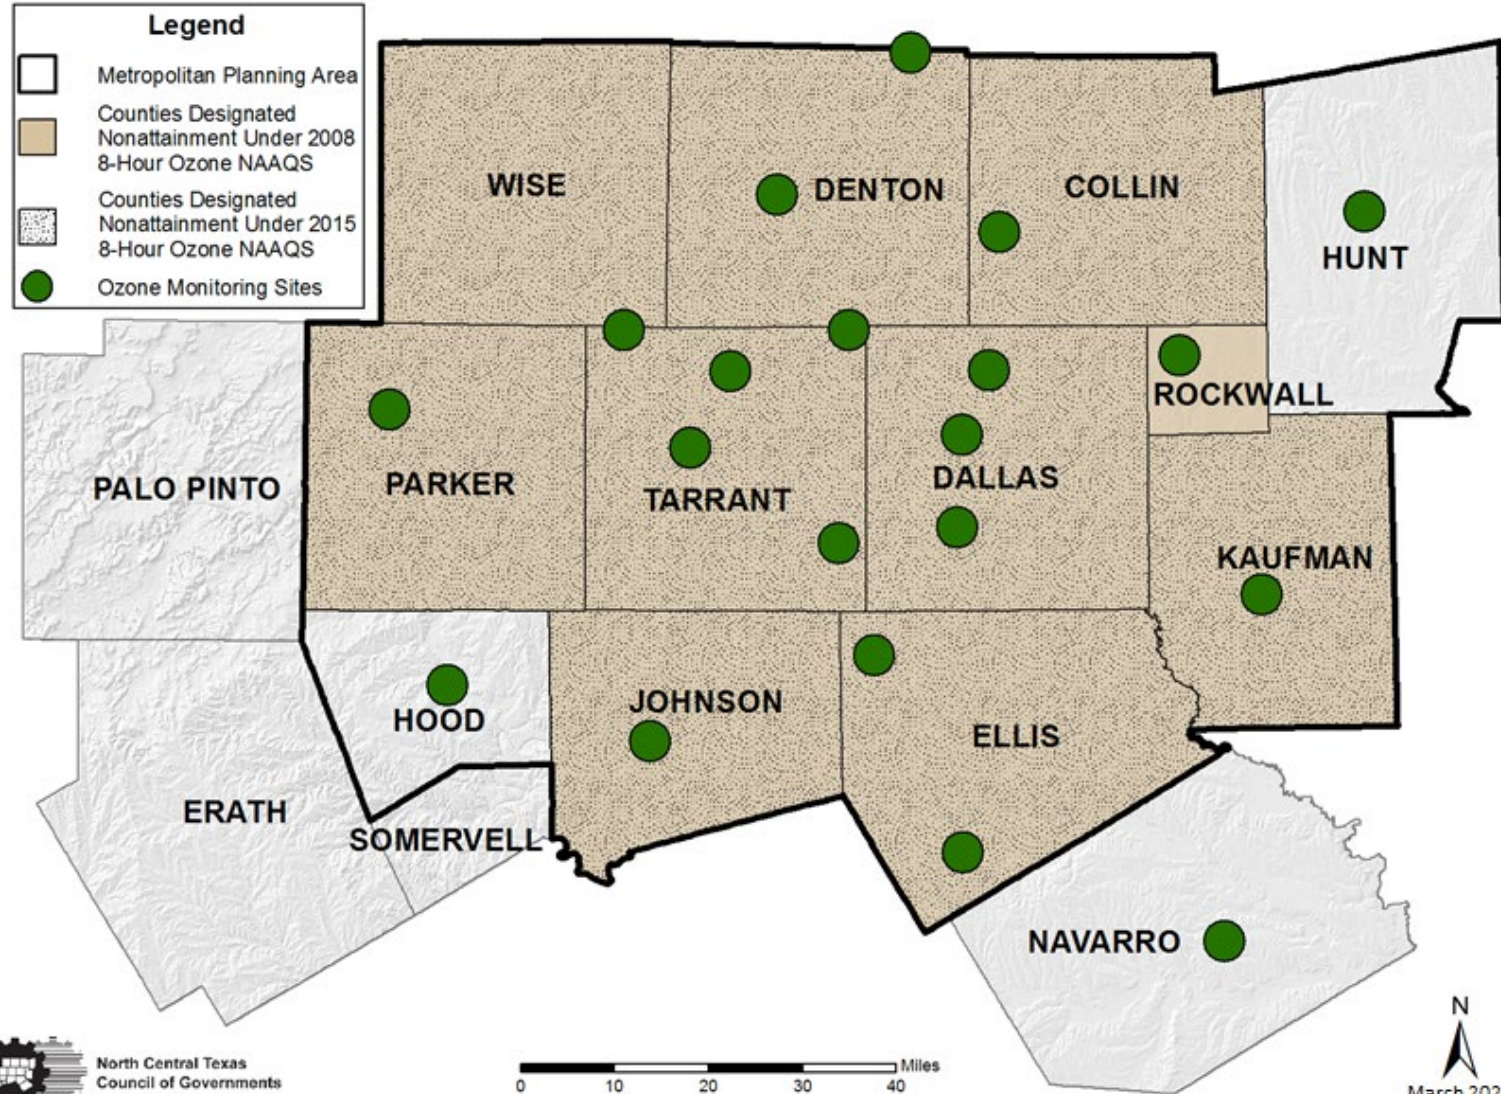 Legend
Metropolitan Planning Area
Counties Designated
Nonattainment Under 2008
8-Hour Ozone NAAQS
Counties Designated
Nonattainment Under 2015
8-Hour Ozone NAAQS
Ozone Monitoring Sites
WISE
DENTON
COLLIN
HUNT
ROCKWALL
PALO PINTO
PARKER
TARRANT
DALLAS
KAUFMAN
HOOD
JOHNSON
ELLIS
ERATH
SOMERVELL
NAVARRO
North Central Texas
Council of Governments
Miles
0 10 20 30 40
N
March